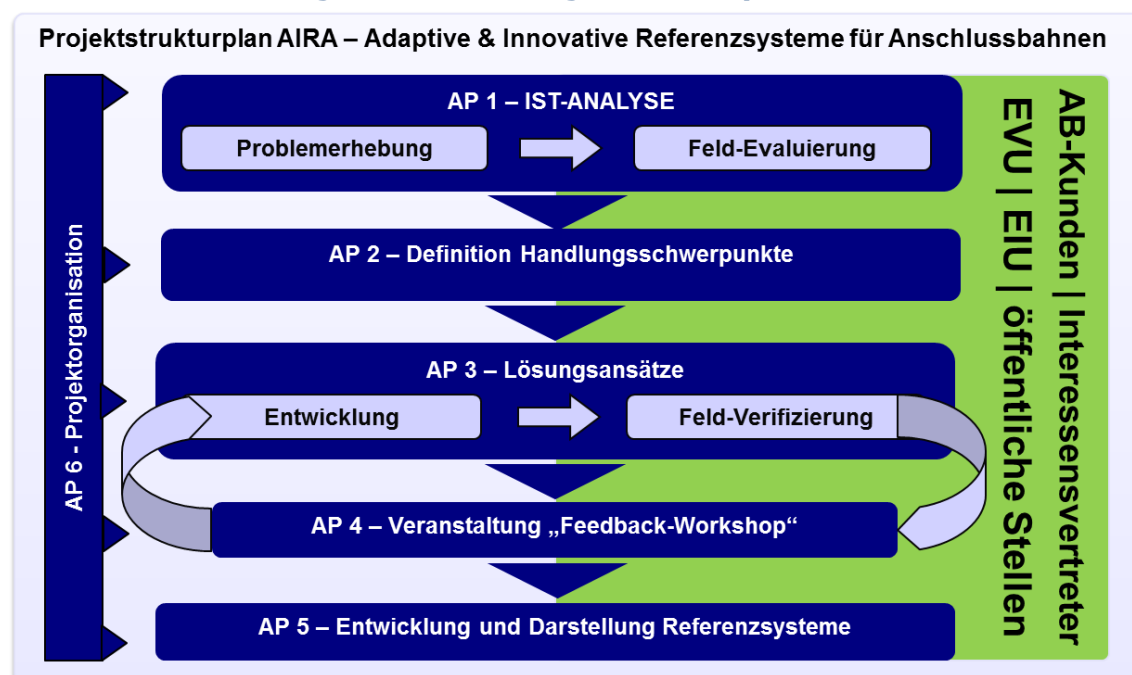 Projektstrukturplan AIRA – Adaptive & Innovative Referenzsysteme für Anschlussbahnen
AP 6 - Projektorganisation
AP 1 – IST-ANALYSE
Problemerhebung
Feld-Evaluierung
AP 2 – Definition Handlungsschwerpunkte
AP 3 – Lösungsansätze
Entwicklung
Feld-Verifizierung
AP 4 – Veranstaltung „Feedback-Workshop“
AP 5 – Entwicklung und Darstellung Referenzsysteme
AB-Kunden | Interessensvertreter
EVU | EIU | öffentliche Stellen